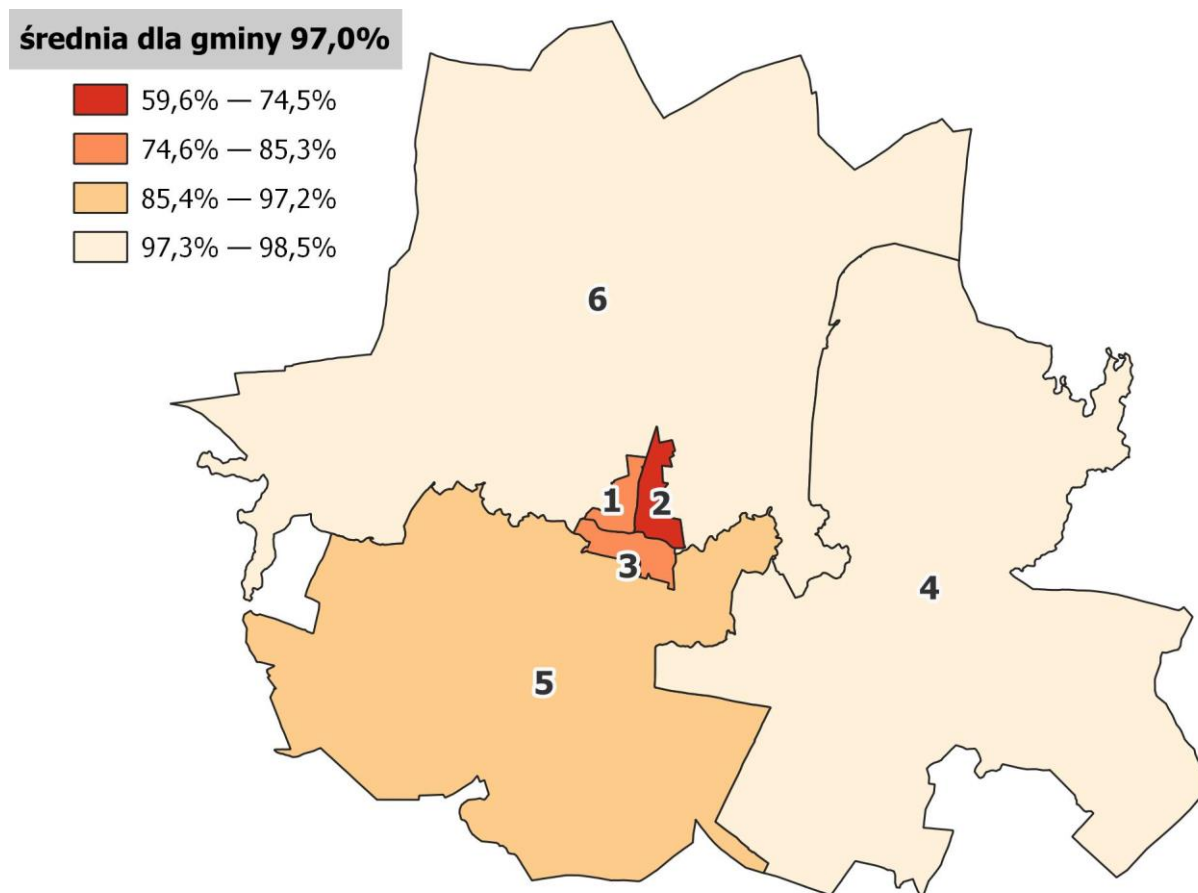 średnia dla gminy 97,0%
59,6% — 74,5%
74,6% — 85,3%
85,4% — 97,2%
97,3% — 98,5%
6
1
2
3
4
5